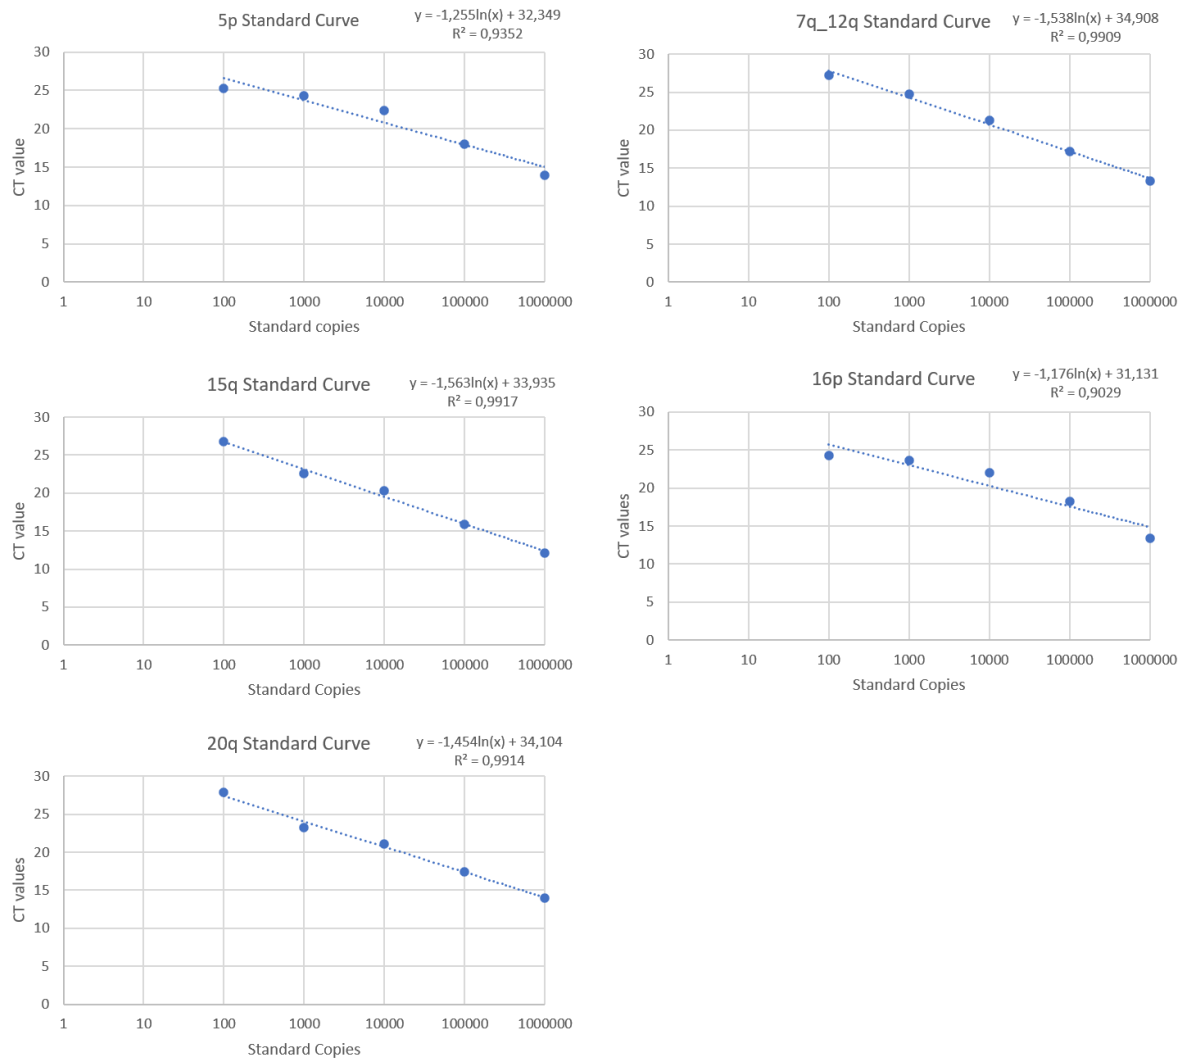 5p Standard Curve
y = -1,255ln(x) + 32,349
R² = 0,9352
30
25
20
15
10
5
0
CT value
1 10 100 1000 10000 100000 1000000
Standard copies
7q_12q Standard Curve
y = -1,538ln(x) + 34,908
R² = 0,9909
30
25
20
15
10
5
0
CT value
1 10 100 1000 10000 100000 1000000
Standard Copies
15q Standard Curve
y = -1,563ln(x) + 33,935
R² = 0,9917
30
25
20
15
10
5
0
CT value
1 10 100 1000 10000 100000 1000000
Standard Copies
16p Standard Curve
y = -1,176ln(x) + 31,131
R² = 0,9029
30
25
20
15
10
5
0
CT values
1 10 100 1000 10000 100000 1000000
Standard Copies
20q Standard Curve
y = -1,454ln(x) + 34,104
R² = 0,9914
30
25
20
15
10
5
0
CT values
1 10 100 1000 10000 100000 1000000
Standard Copies